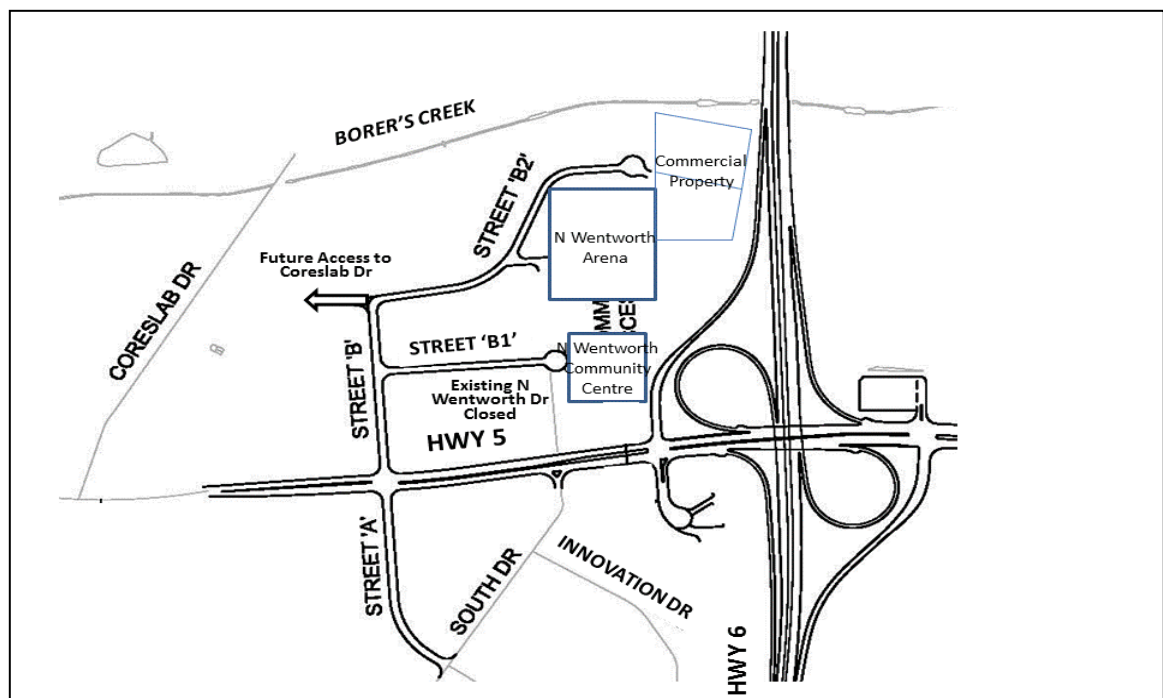 BORER'S CREEK
Commercial
Property
STREET 'B2'
N Wentworth
Arena
Future Access to
Coreslab Dr
CORESLAB DR
STREET 'B'
STREET ‘B1’
N Wentworth
Community
Centre
Existing N
Wentworth Dr
Closed
HWY 5
STREET 'A'
SOUTH DR
INNOVATION DR
HWY 6